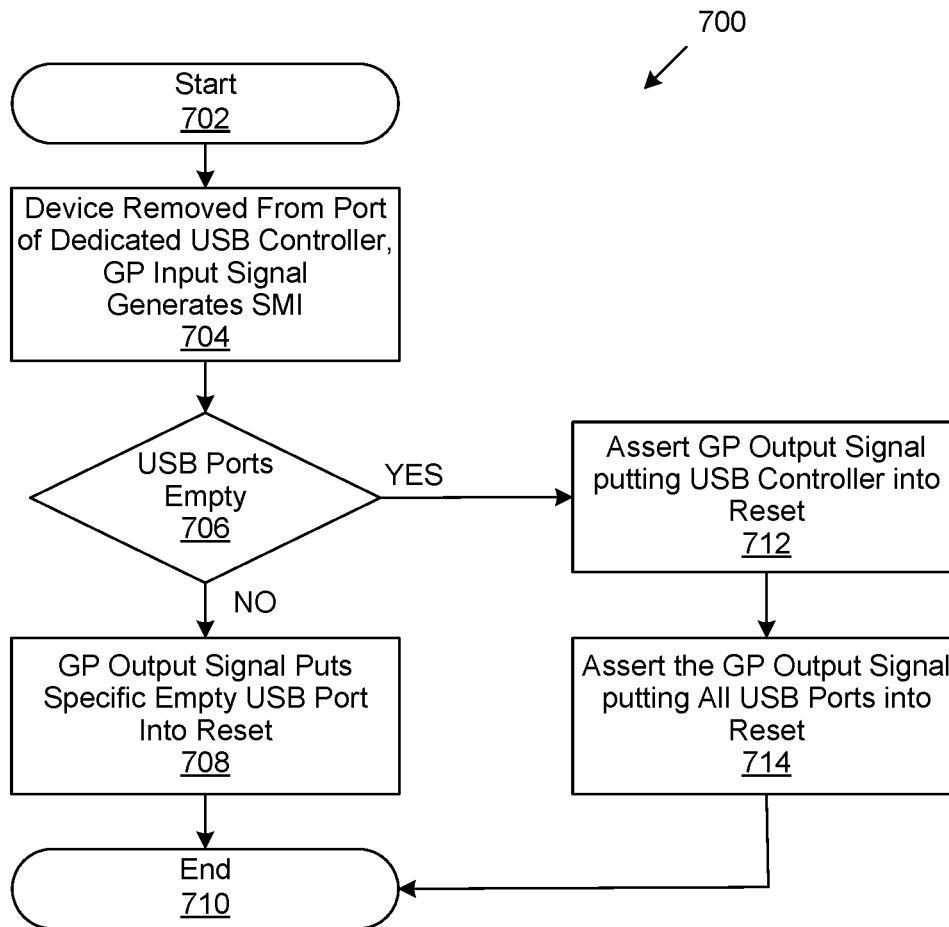 700
Start
702
Device Removed From Port
of Dedicated USB Controller,
GP Input Signal
Generates SMI
704
USB Ports
Empty
706
YES
NO
GP Output Signal Puts
Specific Empty USB Port
Into Reset
708
Assert GP Output Signal
putting USB Controller into
Reset
712
Assert the GP Output Signal
putting All USB Ports into
Reset
714
End
710